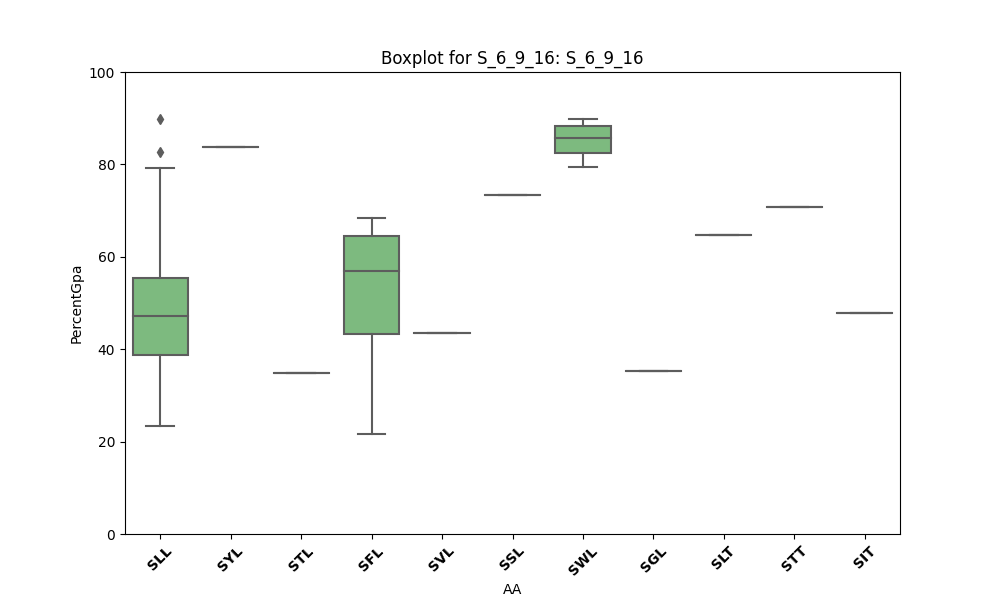 Boxplot for S_6_9_16: S_6_9_16
100
80
60
40
20
0
PercentGpa
SLL
SYL
STL
SFL
SVL
SSL
SWL
SGL
SLT
STT
SIT
AA